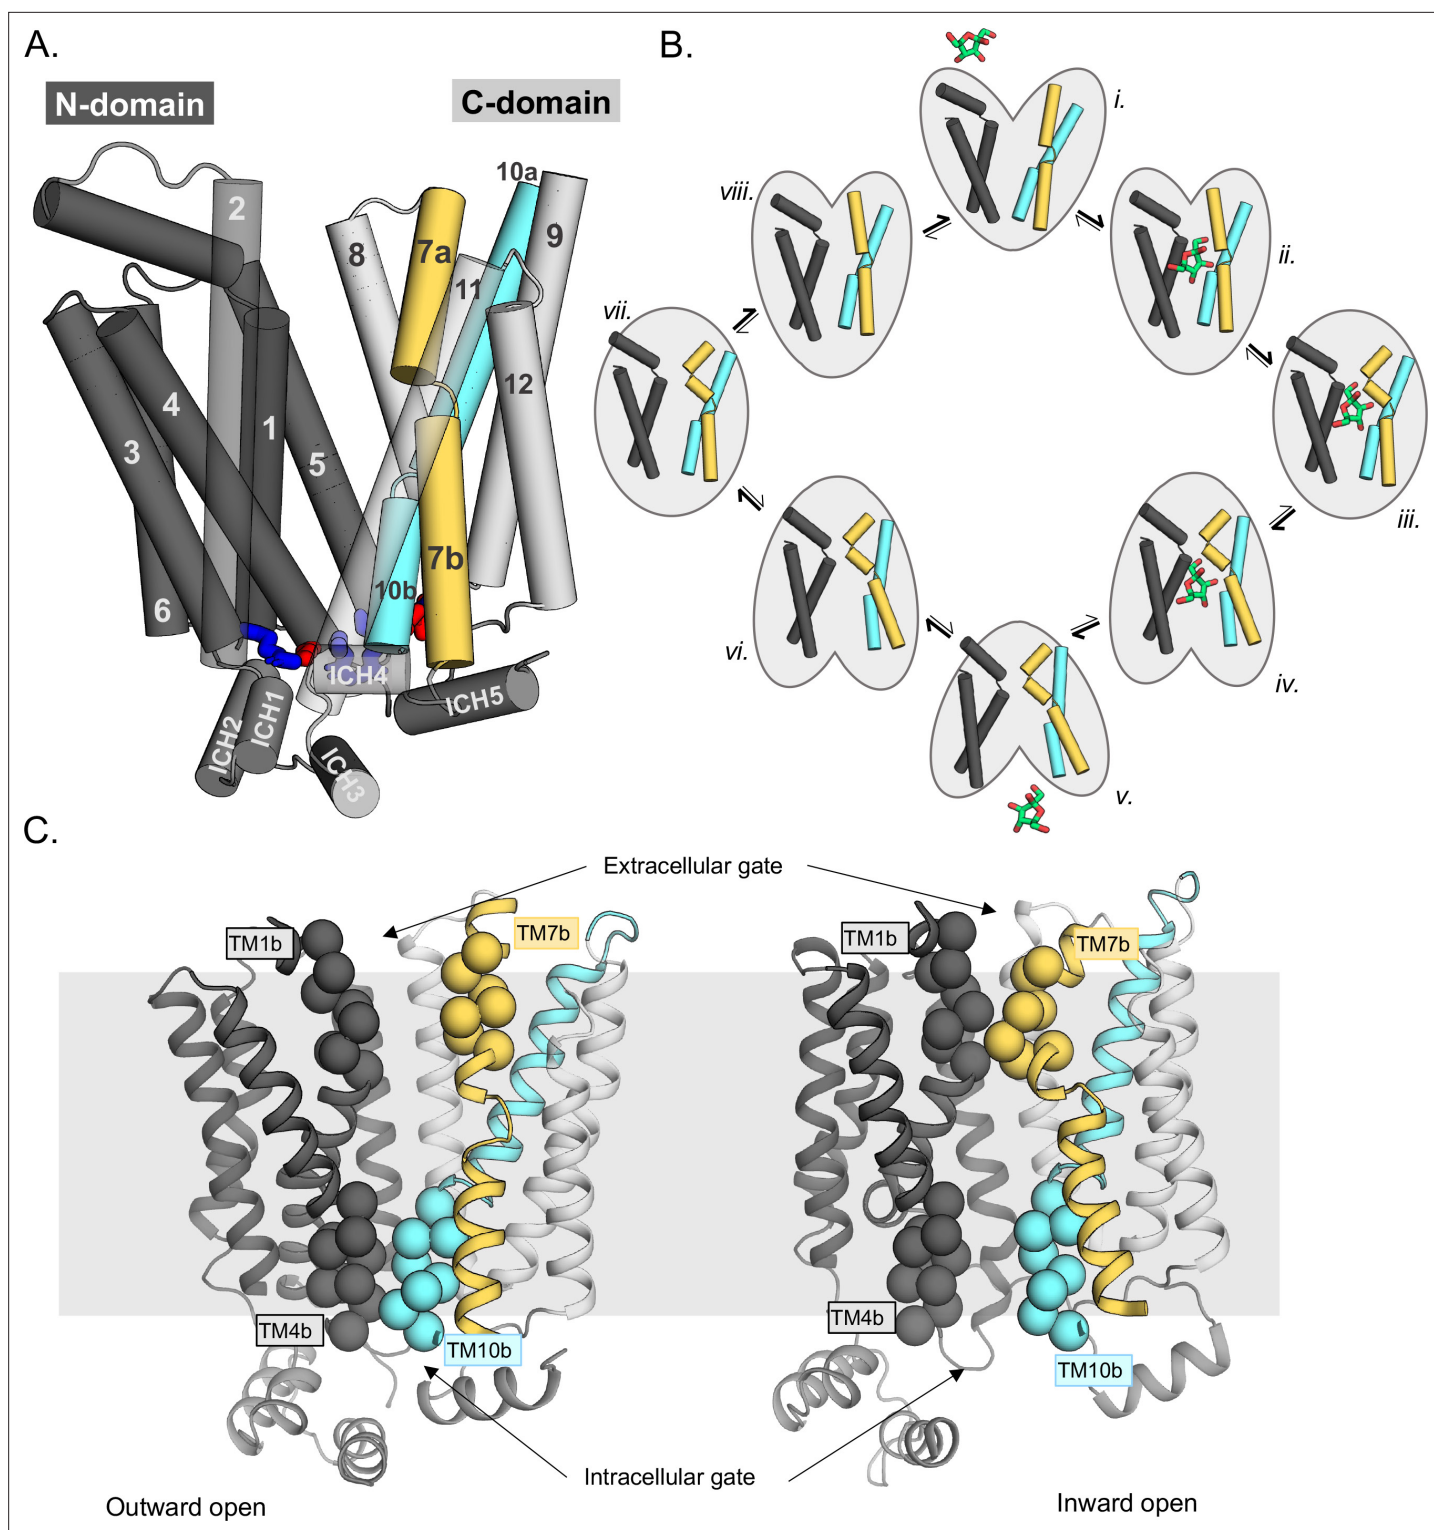 A.
N-domain
C-domain
2
8
7a
10a
9
11
4
1
3
5
12
6
10b
7b
ICH4
ICH5
ICH2
ICH1
ICH3
B.
i.
viii.
ii.
vii.
iii.
vi.
iv.
v.
C.
Extracellular gate
TM1b
TM7b
TM1b
TM7b
TM4b
TM10b
TM4b
TM10b
Intracellular gate
Outward open
Inward open